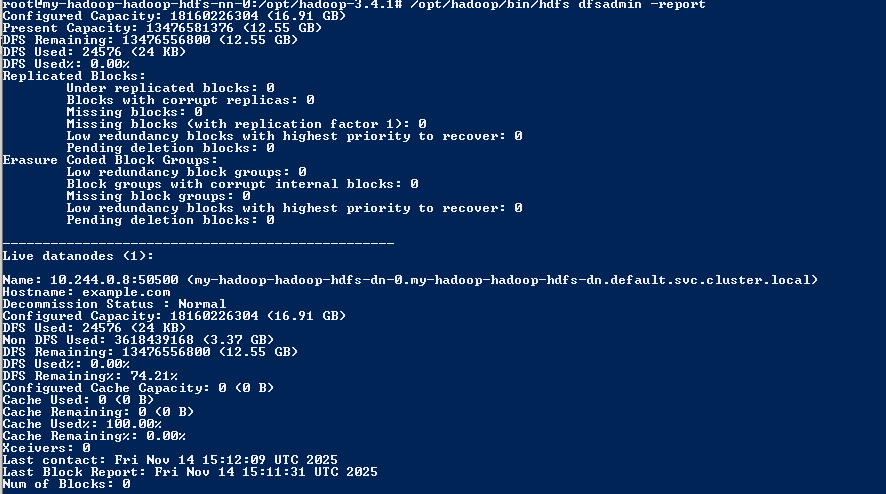 root@my-hadoop-hadoop-hdfs-nn-0:/opt/hadoop-3.4.1# /opt/hadoop/bin/hdfs dfsadmin -report
Configured Capacity: 18160226304 (16.91 GB)
Present Capacity: 13476581376 (12.55 GB)
DFS Remaining: 13476556800 (12.55 GB)
DFS Used: 24576 (24 KB)
DFS Used%: 0.00%
Replicated Blocks:
Under replicated blocks: 0
Blocks with corrupt replicas: 0
Missing blocks: 0
Missing blocks (with replication factor 1): 0
Low redundancy blocks with highest priority to recover: 0
Pending deletion blocks: 0
Erasure Coded Block Groups:
Low redundancy block groups: 0
Block groups with corrupt internal blocks: 0
Missing block groups: 0
Low redundancy blocks with highest priority to recover: 0
Pending deletion blocks: 0
-------------------------------------------------
Live datanodes (1):
Name: 10.244.0.8:50500 (my-hadoop-hadoop-hdfs-dn-0.my-hadoop-hadoop-hdfs-dn.default.svc.cluster.local)
Hostname: example.com
Decommission Status : Normal
Configured Capacity: 18160226304 (16.91 GB)
DFS Used: 24576 (24 KB)
Non DFS Used: 3618439168 (3.37 GB)
DFS Remaining: 13476556800 (12.55 GB)
DFS Used%: 0.00%
DFS Remaining%: 74.21%
Configured Cache Capacity: 0 (0 B)
Cache Used: 0 (0 B)
Cache Remaining: 0 (0 B)
Cache Used%: 100.00%
Cache Remaining%: 0.00%
Xceivers: 0
Last contact: Fri Nov 14 15:12:09 UTC 2025
Last Block Report: Fri Nov 14 15:11:31 UTC 2025
Num of Blocks: 0